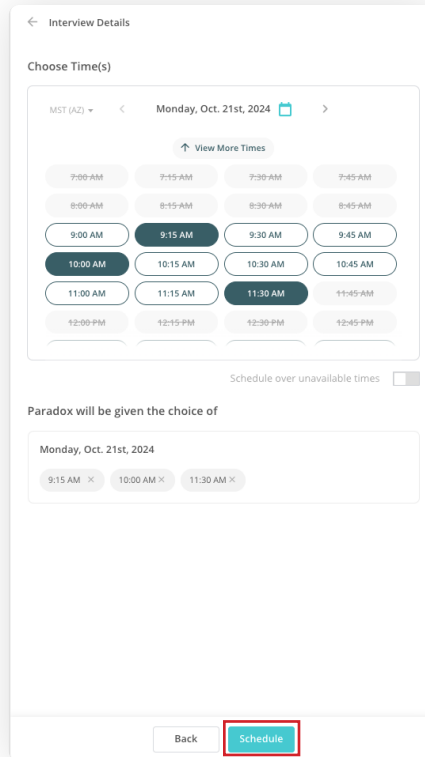 Interview Details
Choose Time(s)
MST (AZ) Monday, Oct. 21st, 2024
View More Times
7:00 AM 7:15 AM 7:30 AM 7:45 AM
8:00 AM 8:15 AM 8:30 AM 8:45 AM
9:00 AM 9:15 AM 9:30 AM 9:45 AM
10:00 AM 10:15 AM 10:30 AM 10:45 AM
11:00 AM 11:15 AM 11:30 AM 11:45 AM
12:00 PM 12:15 PM 12:30 PM 12:45 PM
Schedule over unavailable times
Paradox will be given the choice of
Monday, Oct. 21st, 2024
9:15 AM 10:00 AM 11:30 AM
Back Schedule